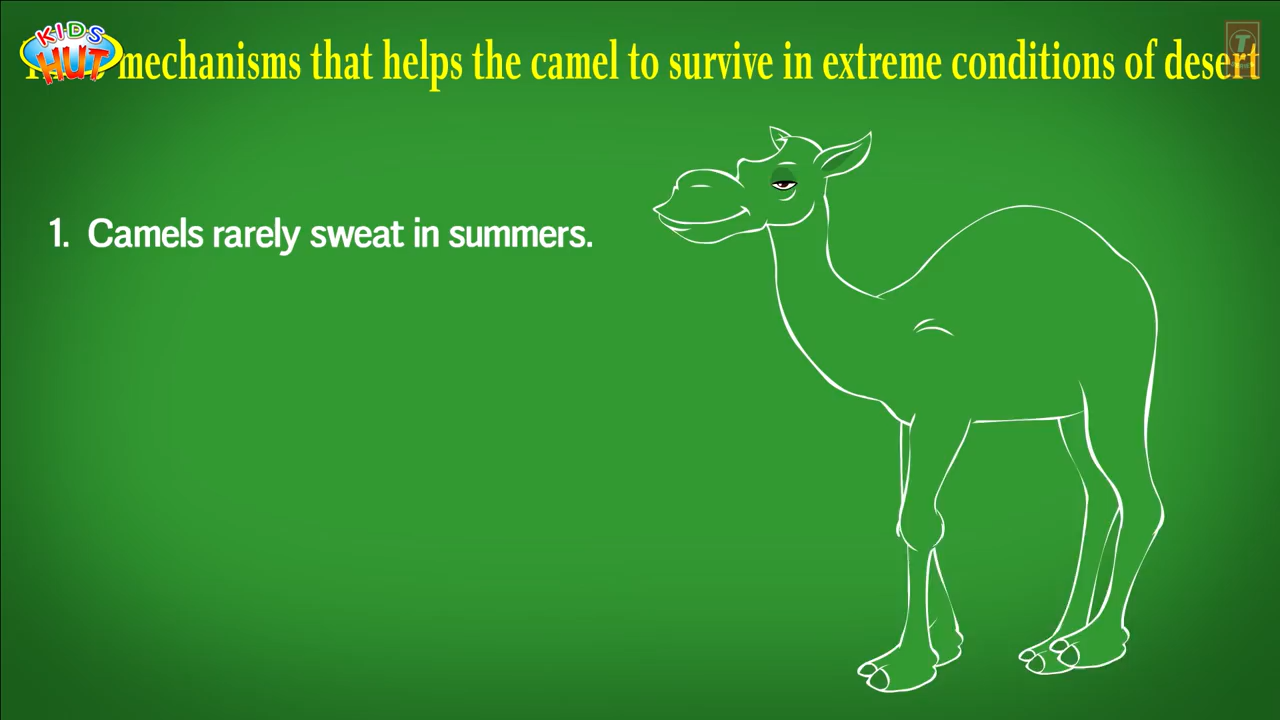 KIDS
HUT
mechanisms that helps the camel to survive in extreme conditions of desert
1. Camels rarely sweat in summers.